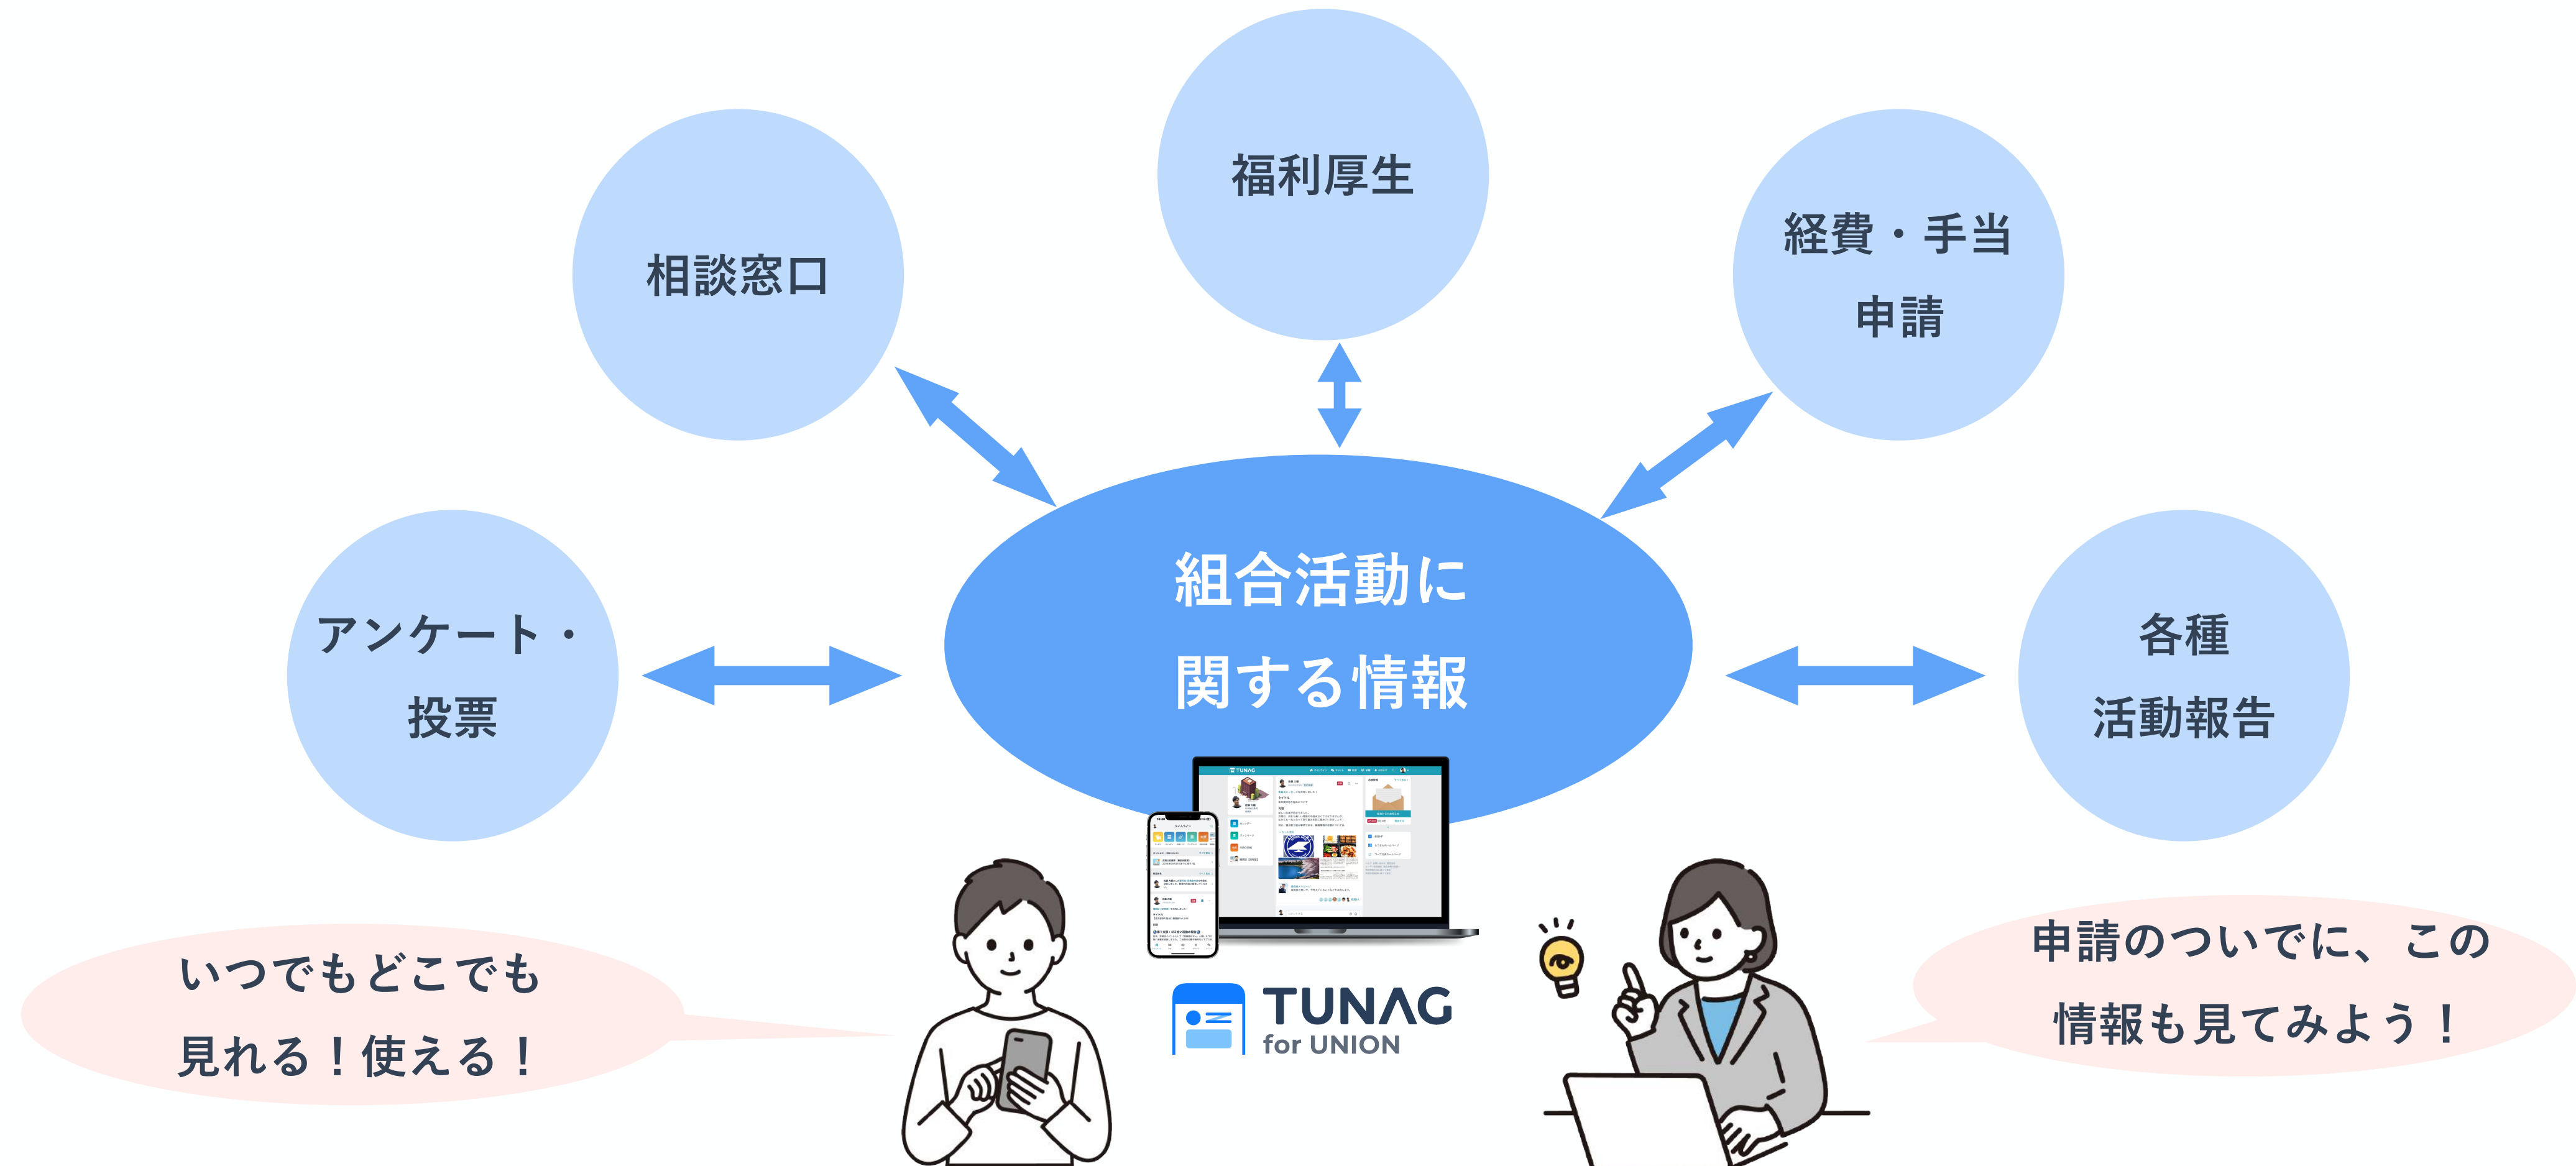 福利厚生
相談窓口
経費・手当
申請
組合活動に
関する情報
アンケート・
投票
各種
活動報告
いつでもどこでも
見れる！使える！
申請のついでに、この
情報も見てみよう！
TUNAG
TUNAG
for UNION